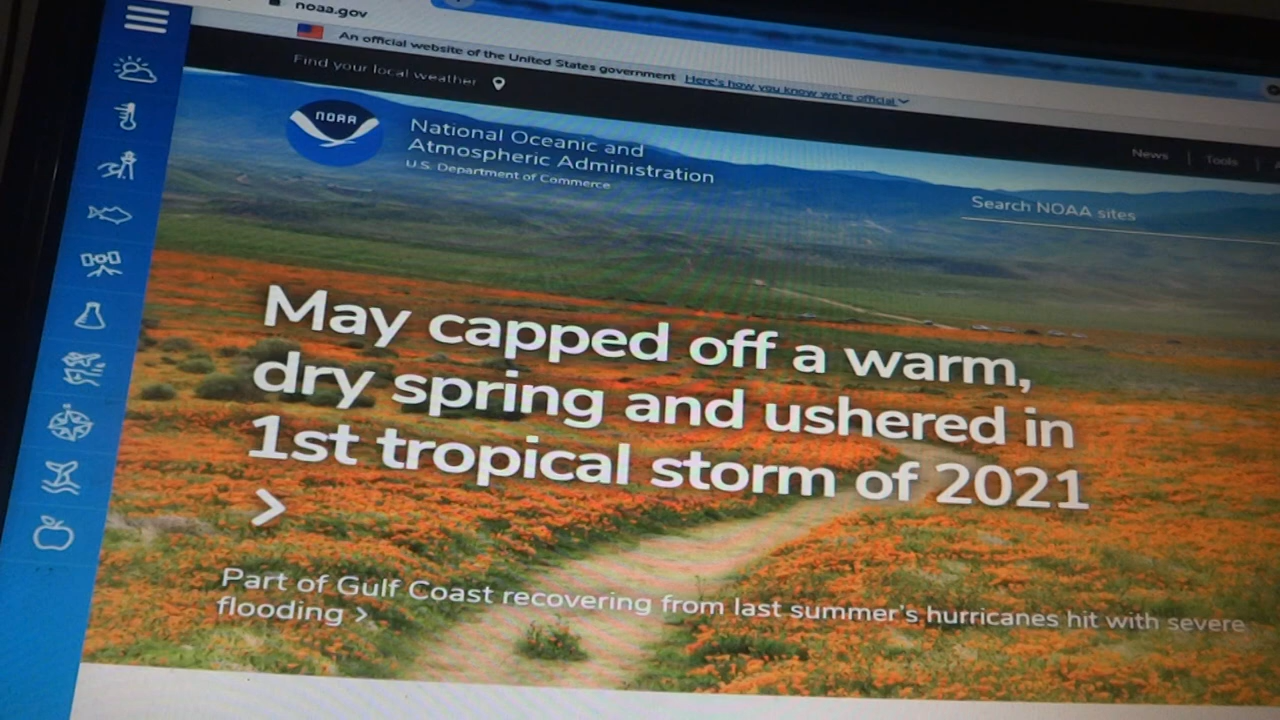 noaa.gov
An official website of the United States government Here's how you know we're official
Find your local weather
News | Tools |
NOAA
National Oceanic and
Atmospheric Administration
U.S. Department of Commerce
Search NOAA sites
May capped off a warm,
dry spring and ushered in
1st tropical storm of 2021
>
Part of Gulf Coast recovering from last summer's hurricanes hit with severe
flooding >